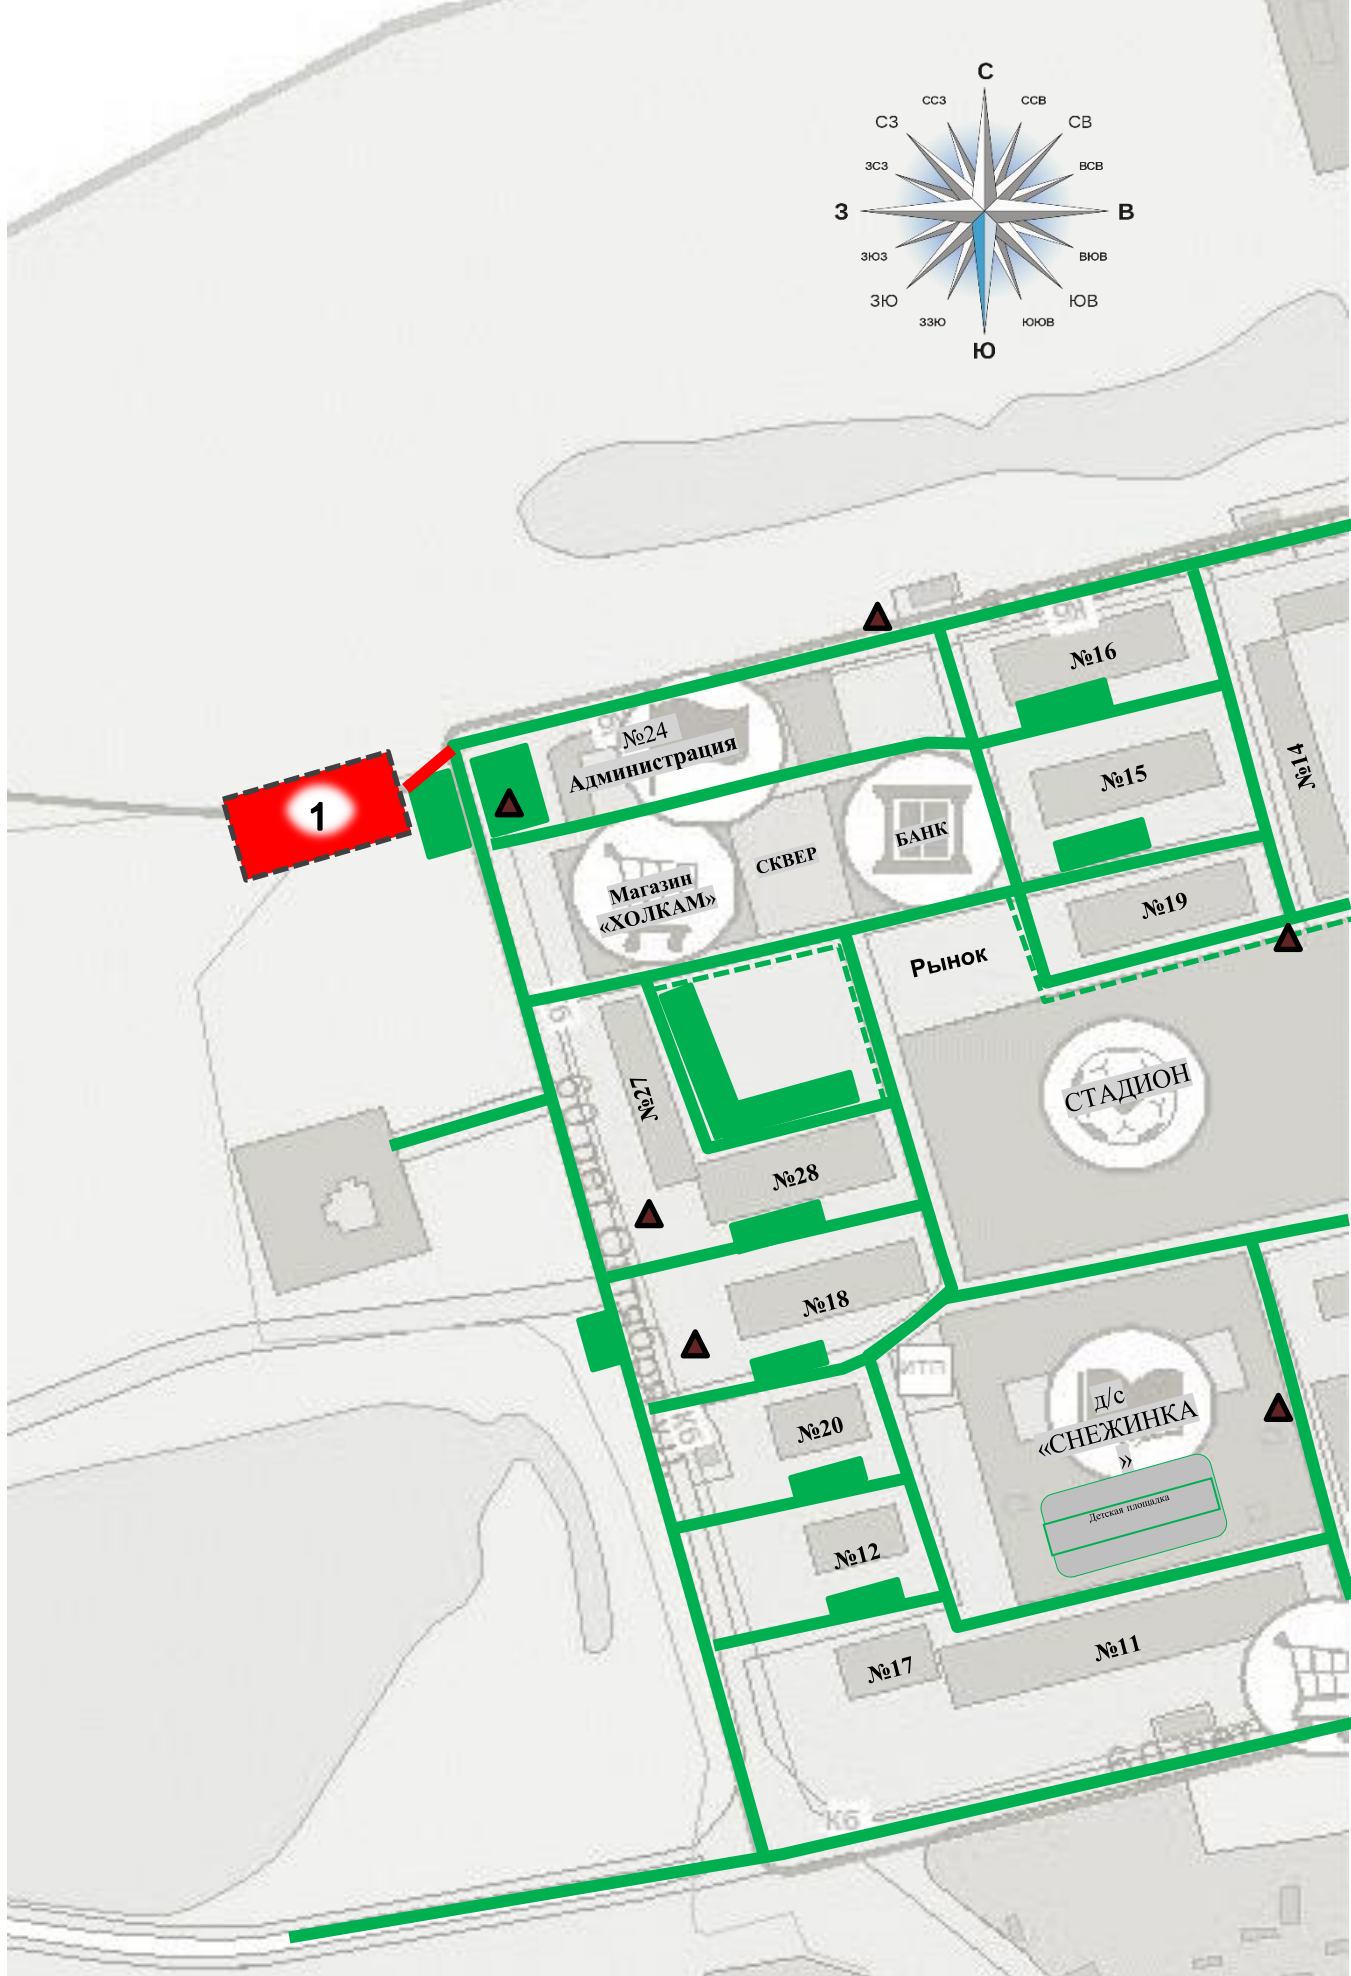 С
ССЗ
ССВ
СЗ
СВ
ЗСЗ
ВСВ
З
В
ЗЮЗ
ВЮВ
ЗЮ
ЮВ
ЗЗЮ
ЮЮВ
Ю
№16
№24
Администрация
№15
№14
1
БАНК
СКВЕР
Магазин
«ХОЛКАМ»
№19
Рынок
№27
СТАДИОН
№28
№18
ИТП
д/с
«СНЕЖИНКА
»
№20
Детская площадка
№12
№17
№11
К6
К6